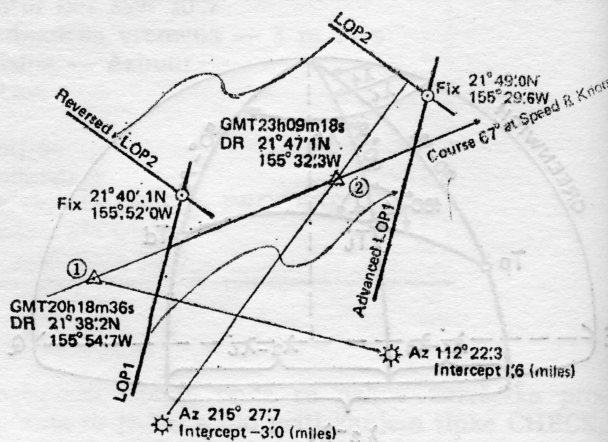 LOP2
Fix 21°49.'0N
155°29.'6W
Reversed LOP2
GMT23h09m18s
DR 21°47.'1N
155°32.'3W
Course 67° at Speed 8 Knots
Fix 21°40.'1N
155°52.'0W
②
①
Advanced LOP1
GMT20h18m36s
DR 21°38.'2N
155°54.'7W
LOP1
Az 112°22.'3
Intercept 1.'6 (miles)
Az 215° 27.'7
Intercept -3.'0 (miles)